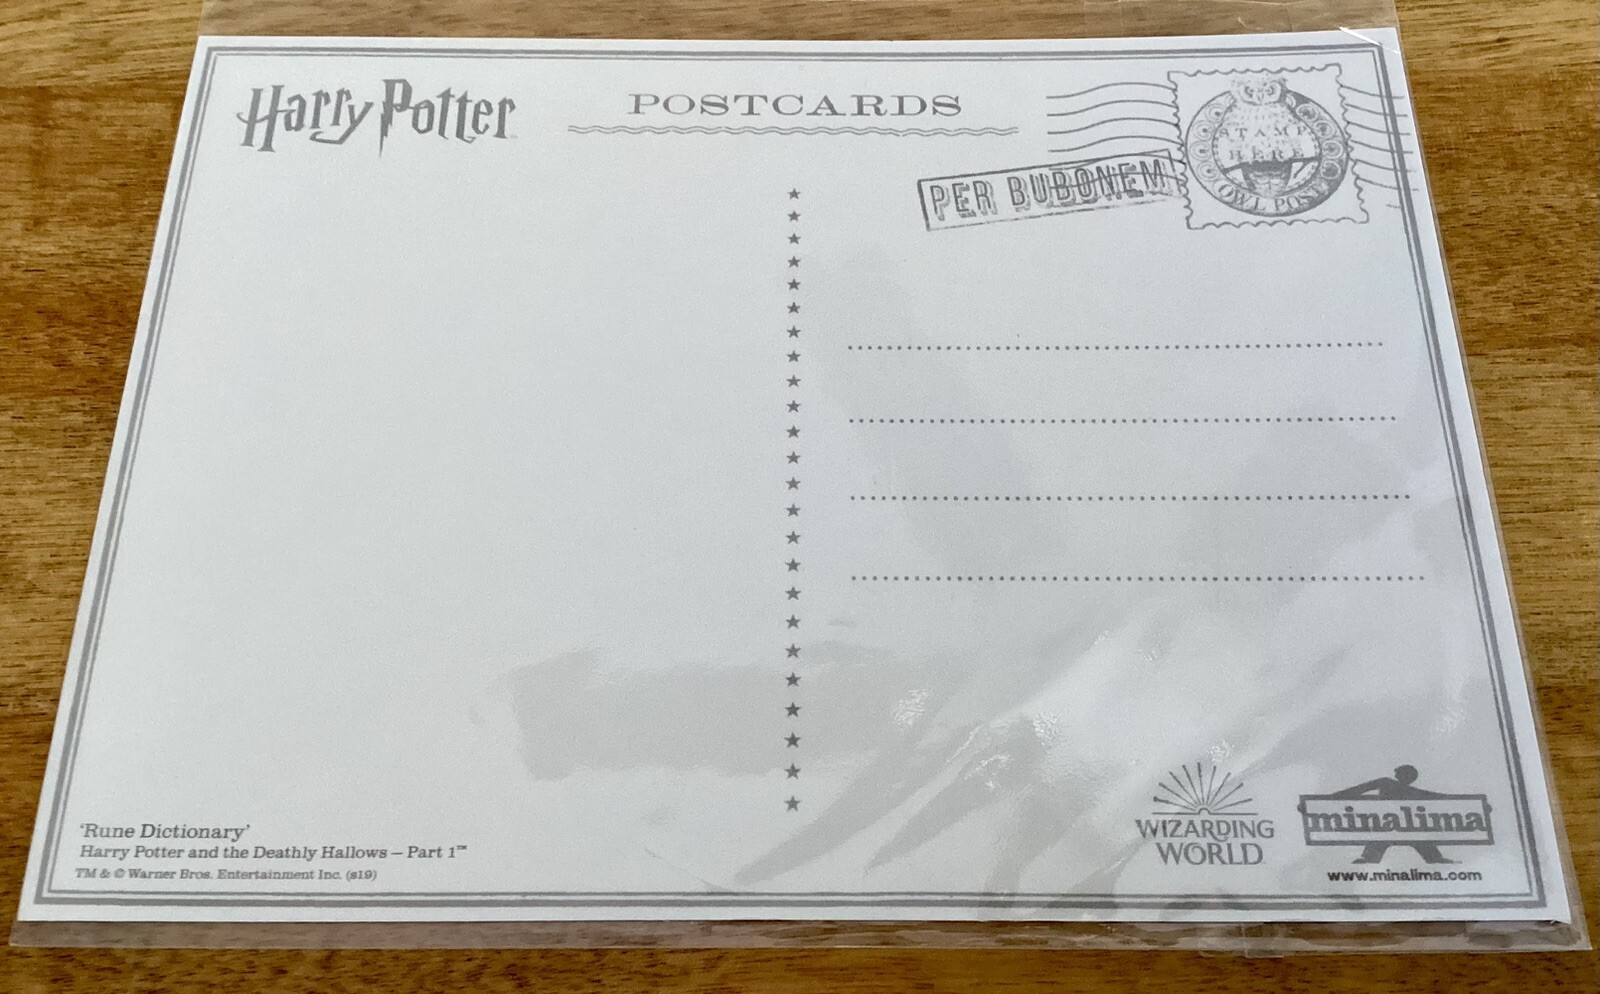 Harry Potter
POSTCARDS
STAMP
HERE
OWL POST
PER BUBONEM
'Rune Dictionary'
Harry Potter and the Deathly Hallows – Part 1™
TM & © Warner Bros. Entertainment Inc. (s19)
WIZARDING
WORLD
minalima
www.minalima.com